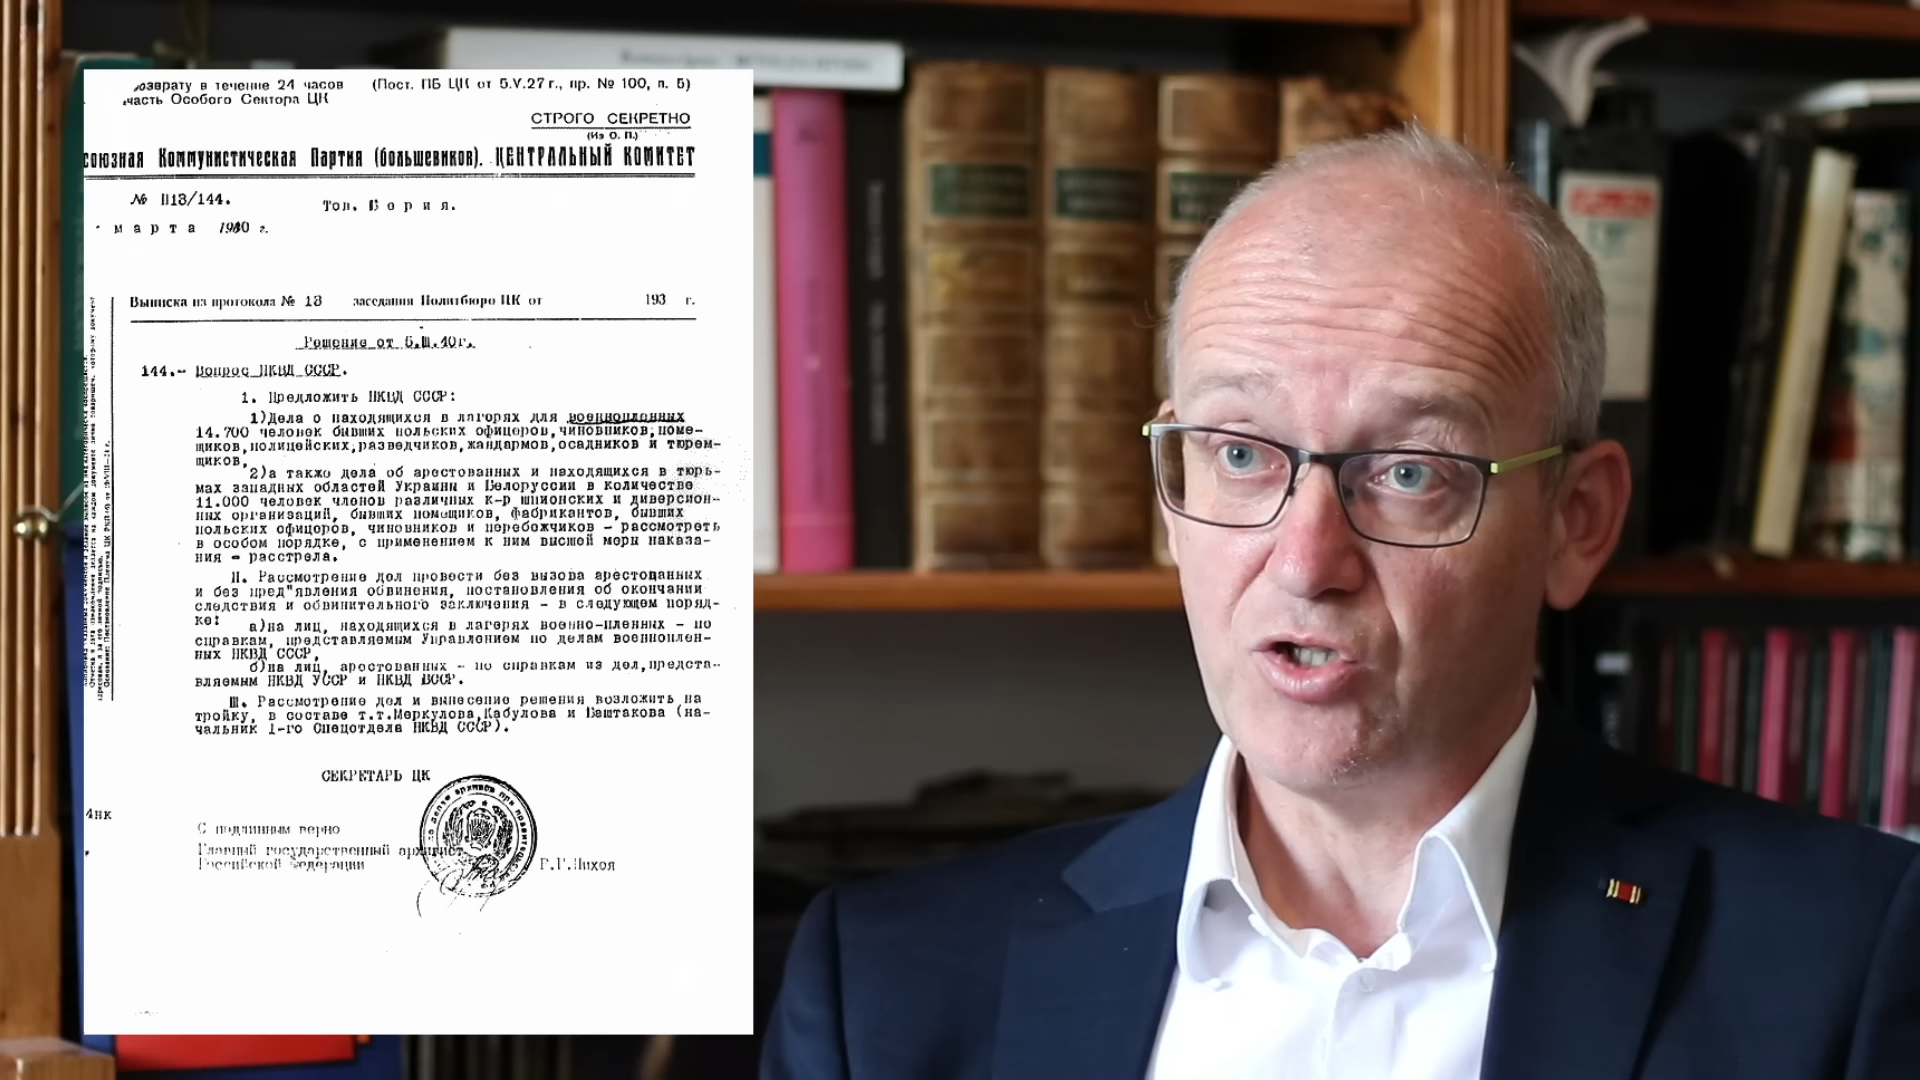 возврату в течение 24 часов (Пост. ПБ ЦК от 5.V.27 г., пр. № 100, п. 5)
часть Особого Сектора ЦК
СТРОГО СЕКРЕТНО
(Из О. П.)
союзная Коммунистическая Партия (большевиков). ЦЕНТРАЛЬНЫЙ КОМИТЕТ
№ П13/144.
Тов. Берия.
марта 1940 г.
Выписка из протокола № 13 заседания Политбюро ЦК от 193 г.
Решение от 5.Ш.40г.
144.- Вопрос НКВД СССР.
1. Предложить НКВД СССР:
1)Дела о находящихся в лагерях для военнопленных
14.700 человек бывших польских офицеров,чиновников,поме-
щиков,полицейских,разведчиков,жандармов,осадников и тюрем-
щиков,
2)а также дела об арестованных и находящихся в тюрь-
мах западных областей Украины и Белоруссии в количестве
11.000 человек членов различных к-р шпионских и диверсион-
ных организаций, бывших помещиков, фабрикантов, бывших
польских офицеров, чиновников и перебежчиков - рассмотреть
в особом порядке, с применением к ним высшей меры наказа-
ния - расстрела.
П. Рассмотрение дел провести без вызова арестованных
и без пред"явления обвинения, постановления об окончании
следствия и обвинительного заключения - в следующем поряд-
ке:
а)на лиц, находящихся в лагерях военно-пленных - по
справкам, представляемым Управлением по делам военноплен-
ных НКВД СССР,
б)на лиц, арестованных - по справкам из дел,предста-
вляемым НКВД УССР и НКВД БССР.
Ш. Рассмотрение дел и вынесение решения возложить на
тройку, в составе т.т.Меркулова,Кабулова и Баштакова (на-
чальник 1-го Спецотдела НКВД СССР).
СЕКРЕТАРЬ ЦК
С подлинным верно
Главный государственный архивист
Российской Федерации Р.Г.Пихоя